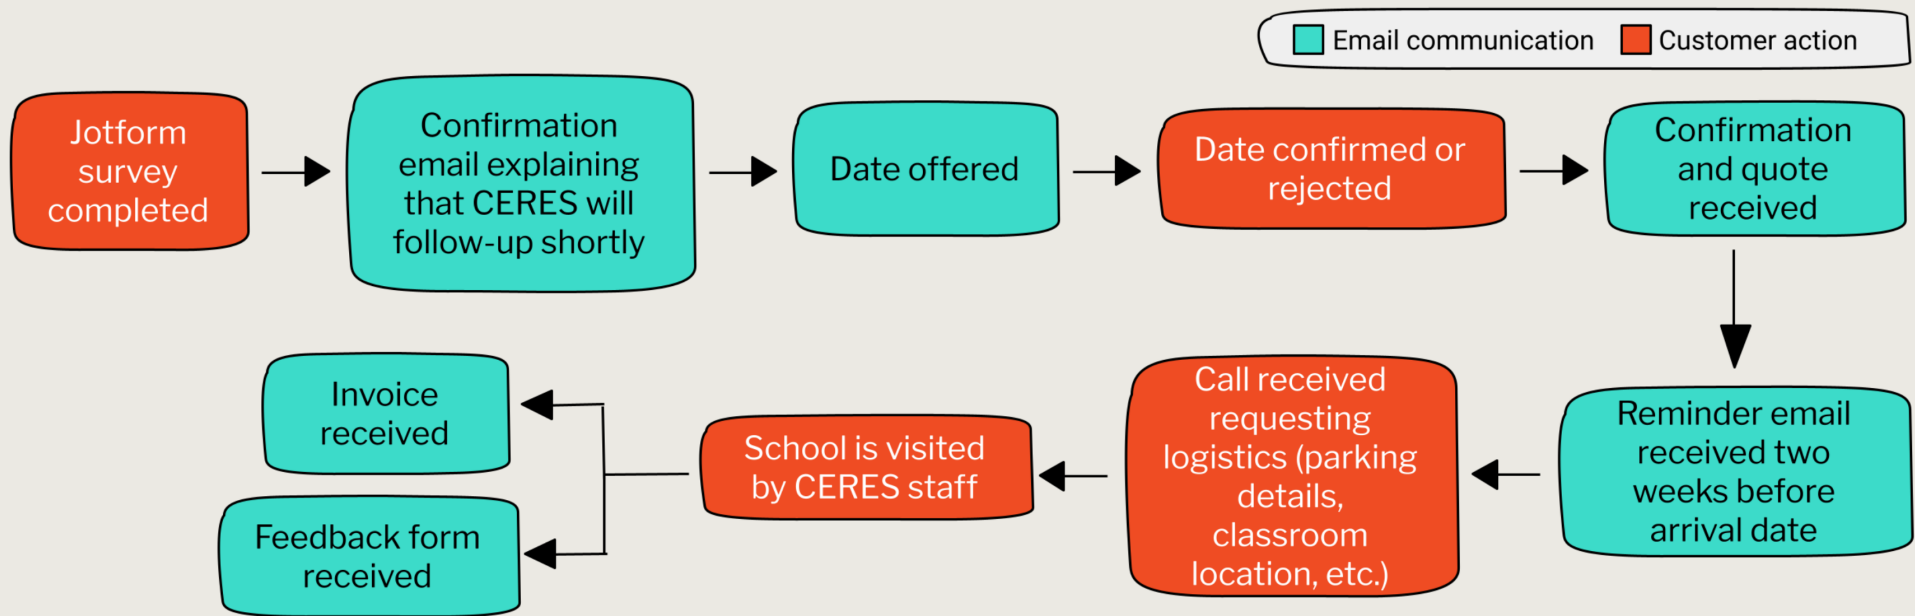 Email communication
Customer action
Jotform
survey
completed
Confirmation
email explaining
that CERES will
follow-up shortly
Date offered
Date confirmed or
rejected
Confirmation
and quote
received
Reminder email
received two
weeks before
arrival date
Call received
requesting
logistics (parking
details,
classroom
location, etc.)
School is visited
by CERES staff
Invoice
received
Feedback form
received